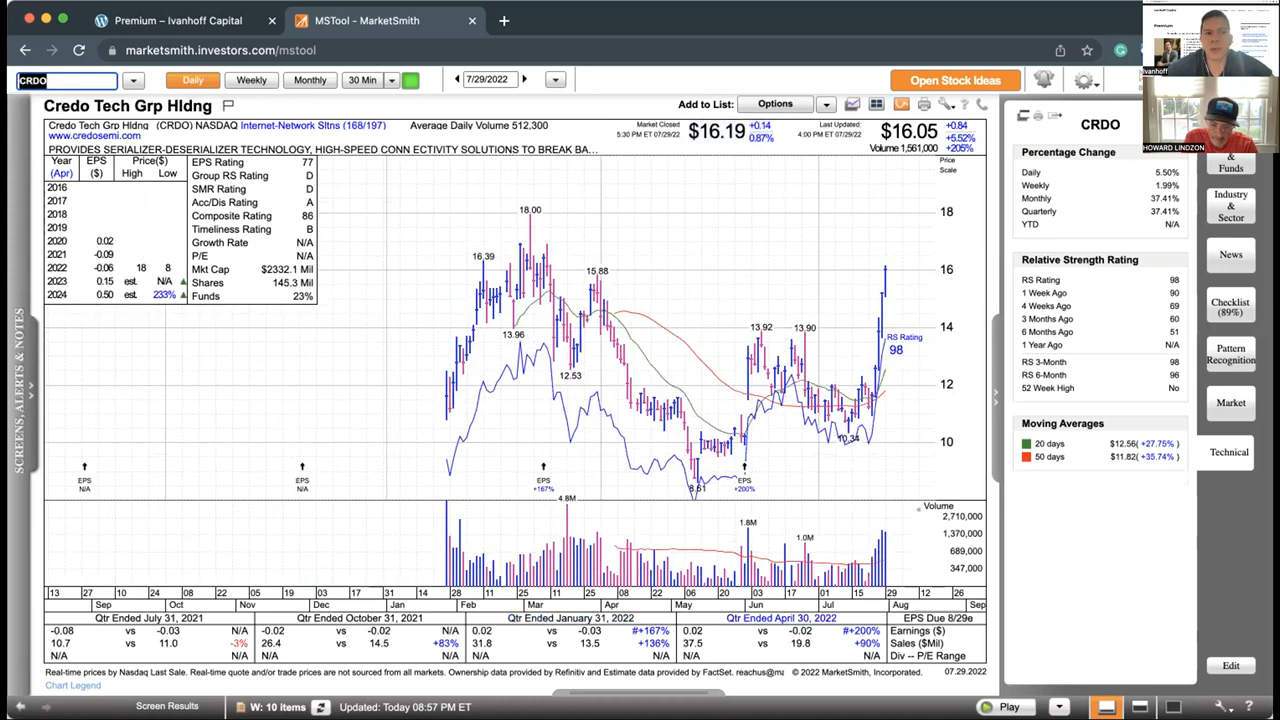 Premium – Ivanhoff Capital
MSTool – MarketSmith
marketsmith.investors.com/mstool
Premium
Ivanhoff
HOWARD LINDZON
CRDO
Daily
Weekly
Monthly
30 Min
7/29/2022
Open Stock Ideas
Credo Tech Grp Hldng
Add to List:
Options
Credo Tech Grp Hldng (CRDO) NASDAQ Internet-Network Sltns (168/197) Average Daily Volume 512,300
www.credosemi.com
PROVIDES SERIALIZER-DESERIALIZER TECHNOLOGY, HIGH-SPEED CONN ECTIVITY SOLUTIONS TO BREAK BA...
Market Closed
5:30 PM ET 07/29/22
$16.19
+0.14
0.87%
Last Updated:
4:00 PM ET 07/29/22
$16.05
+0.84
+5.52%
Volume 1,561,000
+205%
Year EPS Price($)
(Apr) ($) High Low
2016
2017
2018
2019
2020 0.02
2021 -0.09
2022 -0.06 18 8
2023 0.15 est. N/A
2024 0.50 est. 233%
EPS Rating 77
Group RS Rating D
SMR Rating D
Acc/Dis Rating A
Composite Rating 86
Timeliness Rating B
Growth Rate N/A
P/E N/A
Mkt Cap $2332.1 Mil
Shares 145.3 Mil
Funds 23%
Price
Scale
18
16
14
12
10
18.00
16.39
15.88
13.96
12.53
13.92
13.90
10.34
8.61
RS Rating
98
EPS
N/A
EPS
N/A
EPS
+167%
EPS
+200%
4.8M
1.8M
1.0M
Volume
2,710,000
1,370,000
689,000
347,000
13 27 10 24 08 22 05 19 03 17 31 14 28 11 25 11 25 08 22 06 20 03 17 01 15 29 12 26
Sep Oct Nov Dec Jan Feb Mar Apr May Jun Jul Aug Sep
Qtr Ended July 31, 2021 Qtr Ended October 31, 2021 Qtr Ended January 31, 2022 Qtr Ended April 30, 2022 EPS Due 8/29e
-0.08 vs -0.03 N/A -0.02 vs -0.02 N/A 0.02 vs -0.03 #+167% 0.02 vs -0.02 #+200% Earnings ($)
10.7 vs 11.0 -3% 26.4 vs 14.5 +83% 31.8 vs 13.5 +136% 37.5 vs 19.8 +90% Sales ($Mil)
N/A vs N/A N/A N/A vs N/A N/A N/A vs N/A N/A N/A vs N/A N/A Div -- P/E Range
Real-time prices by Nasdaq Last Sale. Real-time quote and/or trade prices are not sourced from all markets. Ownership data provided by Refinitiv and Estimate data provided by FactSet. reachus@ma © 2022 MarketSmith, Incorporated. 07.29.2022
Chart Legend
SCREENS, ALERTS & NOTES
CRDO
Percentage Change
Daily 5.50%
Weekly 1.99%
Monthly 37.41%
Quarterly 37.41%
YTD N/A
Relative Strength Rating
RS Rating 98
1 Week Ago 90
4 Weeks Ago 69
3 Months Ago 60
6 Months Ago 51
1 Year Ago N/A
RS 3-Month 98
RS 6-Month 96
52 Week High No
Moving Averages
20 days $12.56( +27.75% )
50 days $11.82( +35.74% )
&
Funds
Industry
&
Sector
News
Checklist
(89%)
Pattern
Recognition
Market
Technical
Edit
Screen Results
W: 10 items
Updated: Today 08:57 PM ET
Play